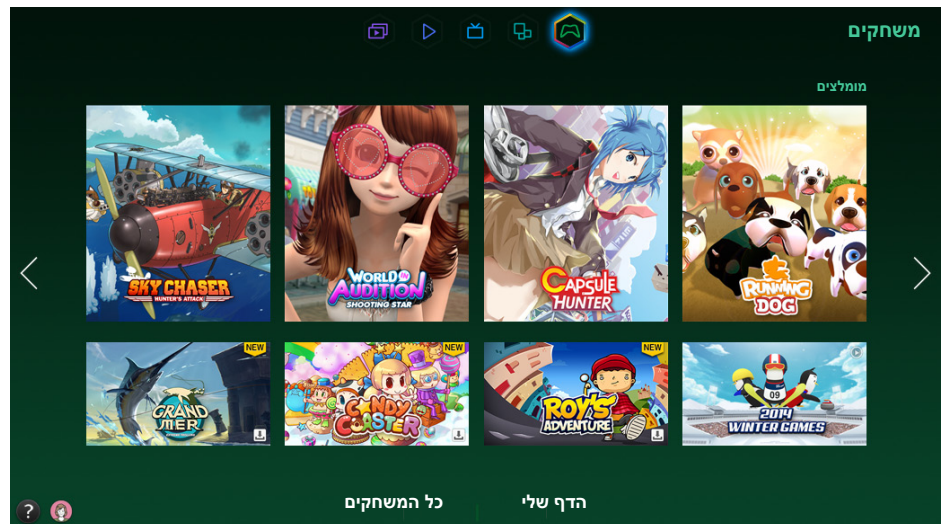 משחקים
מומלצים
SKY CHASER
HUNTER'S ATTACK
WORLD IN
AUDITION
SHOOTING STAR
CAPSULE
HUNTER
RUNNING
DOG
NEW
GRAND
MER
NEW
CANDY
COASTER
NEW
ROY'S
ADVENTURE
09
2014
WINTER GAMES
הדף שלי
כל המשחקים
?